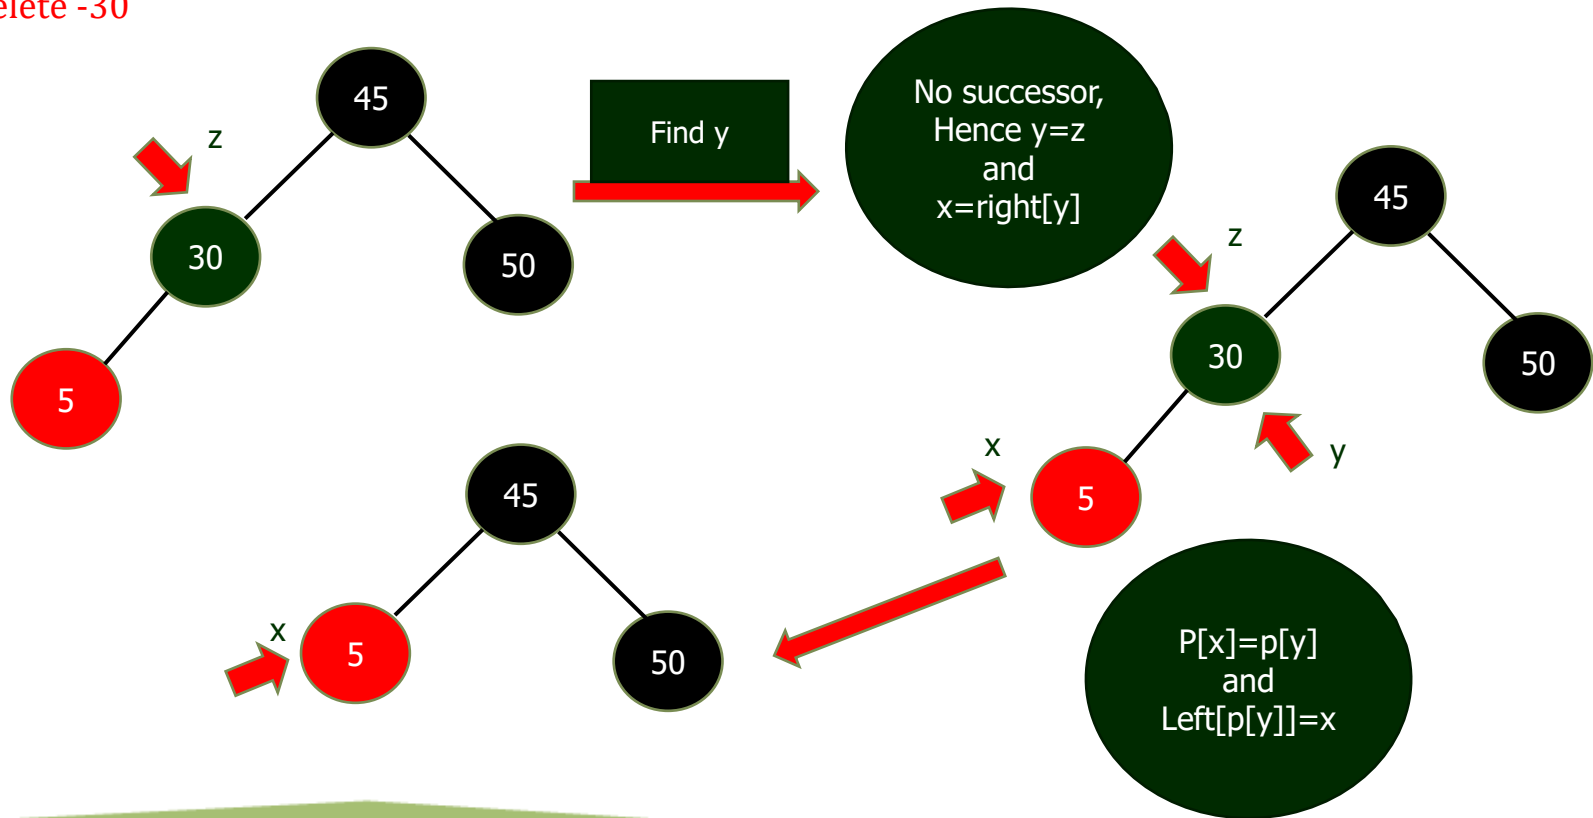 elete -30
45
z
30
50
5
Find y
No successor,
Hence y=z
and
x=right[y]
45
z
30
50
y
x
5
45
x
5
50
P[x]=p[y]
and
Left[p[y]]=x